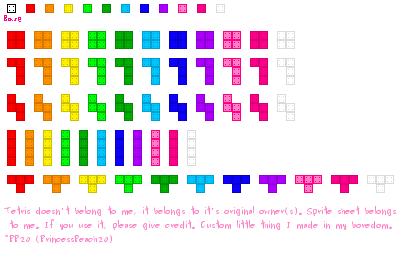 Base
Tetris doesn't belong to me, it belongs to it's original owner(s). Sprite sheet belongs
to me. If you use it, please give credit. Custom little thing I made in my boredom.
~PB20 (PrincessPeach20)